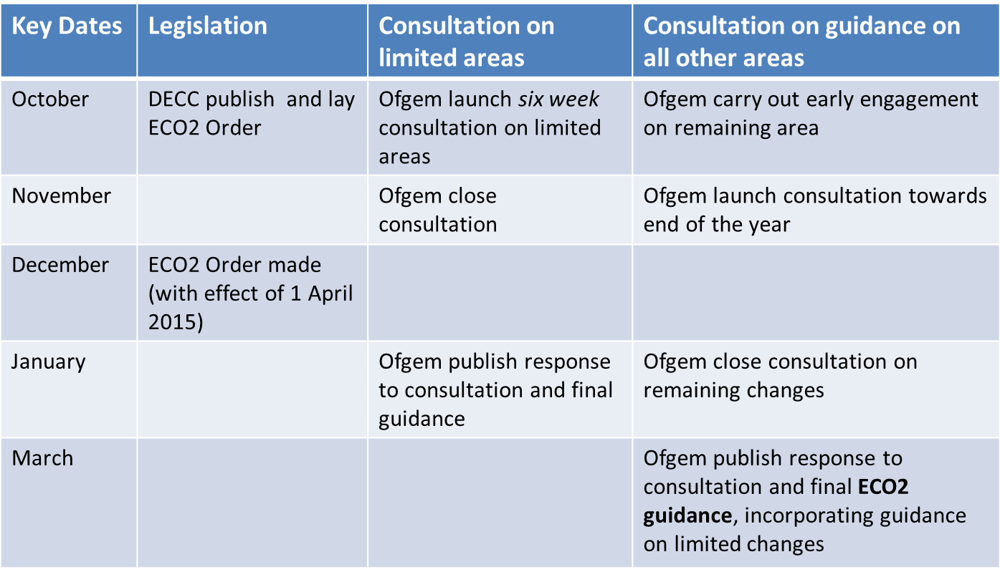 Key Dates
Legislation
Consultation on
limited areas
Consultation on guidance on
all other areas
October
DECC publish  and lay
ECO2 Order
Ofgem launch six week
consultation on limited
areas
Ofgem carry out early engagement
on remaining area
November
Ofgem close
consultation
Ofgem launch consultation towards
end of the year
December
ECO2 Order made
(with effect of 1 April
2015)
January
Ofgem publish response
to consultation and final
guidance
Ofgem close consultation on
remaining changes
March
Ofgem publish response to
consultation and final ECO2
guidance, incorporating guidance
on limited changes